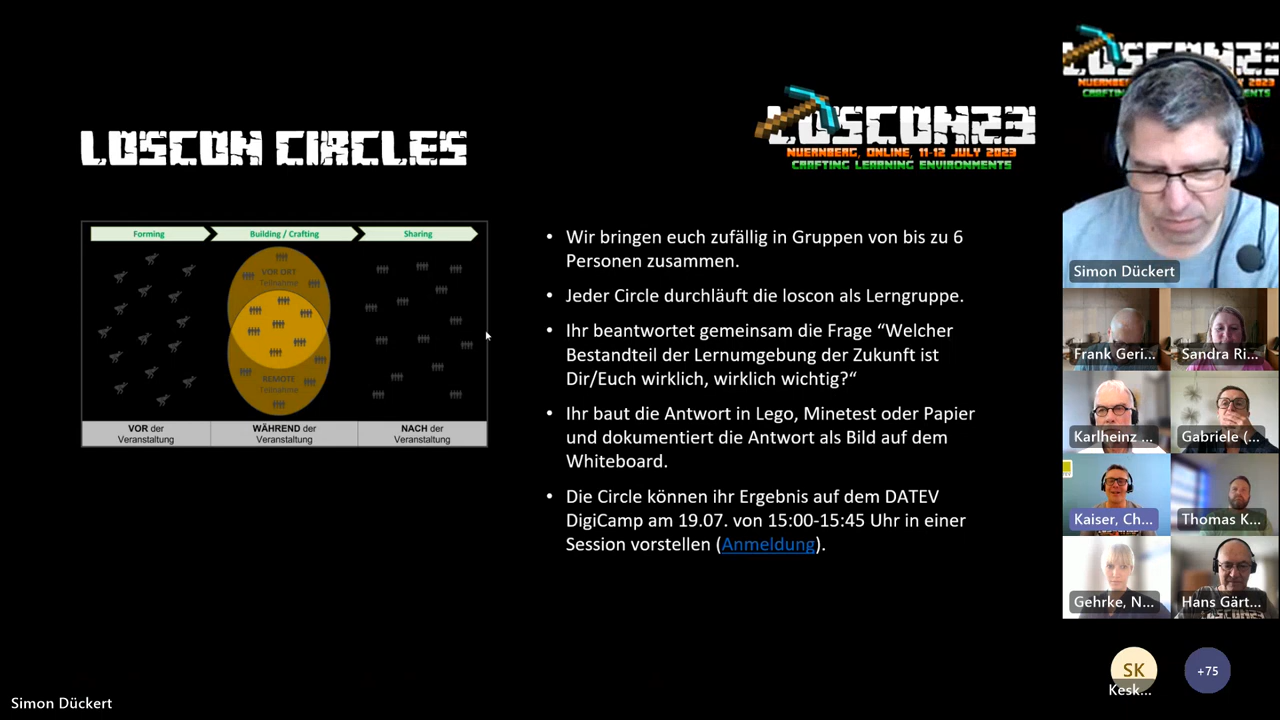 LOSCON CIRCLES
LOSCON23
NUERNBERG, ONLINE, 11-12 JULY 2023
CRAFTING LEARNING ENVIRONMENTS
Forming
Building / Crafting
Sharing
VOR ORT
Teilnahme
REMOTE
Teilnahme
VOR der
Veranstaltung
WÄHREND der
Veranstaltung
NACH der
Veranstaltung
• Wir bringen euch zufällig in Gruppen von bis zu 6
Personen zusammen.
• Jeder Circle durchläuft die loscon als Lerngruppe.
• Ihr beantwortet gemeinsam die Frage “Welcher
Bestandteil der Lernumgebung der Zukunft ist
Dir/Euch wirklich, wirklich wichtig?“
• Ihr baut die Antwort in Lego, Minetest oder Papier
und dokumentiert die Antwort als Bild auf dem
Whiteboard.
• Die Circle können ihr Ergebnis auf dem DATEV
DigiCamp am 19.07. von 15:00-15:45 Uhr in einer
Session vorstellen (Anmeldung).
Simon Dückert
Frank Geri...
Sandra Ri...
Karlheinz ...
Gabriele (...
Kaiser, Ch...
Thomas K...
Gehrke, N...
Hans Gärt...
SK
Kesk...
+75
Simon Dückert